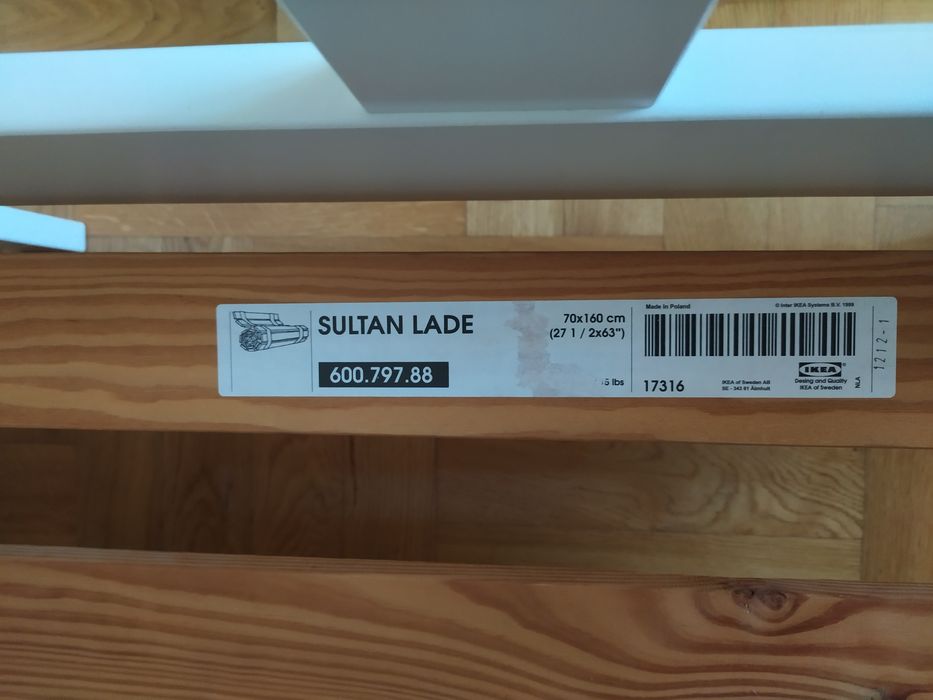 SULTAN LADE
600.797.88
70x160 cm
(27 1 / 2x63")
5 lbs
Made in Poland
© Inter IKEA Systems B.V. 1999
17316
IKEA of Sweden AB
SE - 343 81 Älmhult
IKEA®
Desing and Quality
IKEA of Sweden
NLA
1212-1